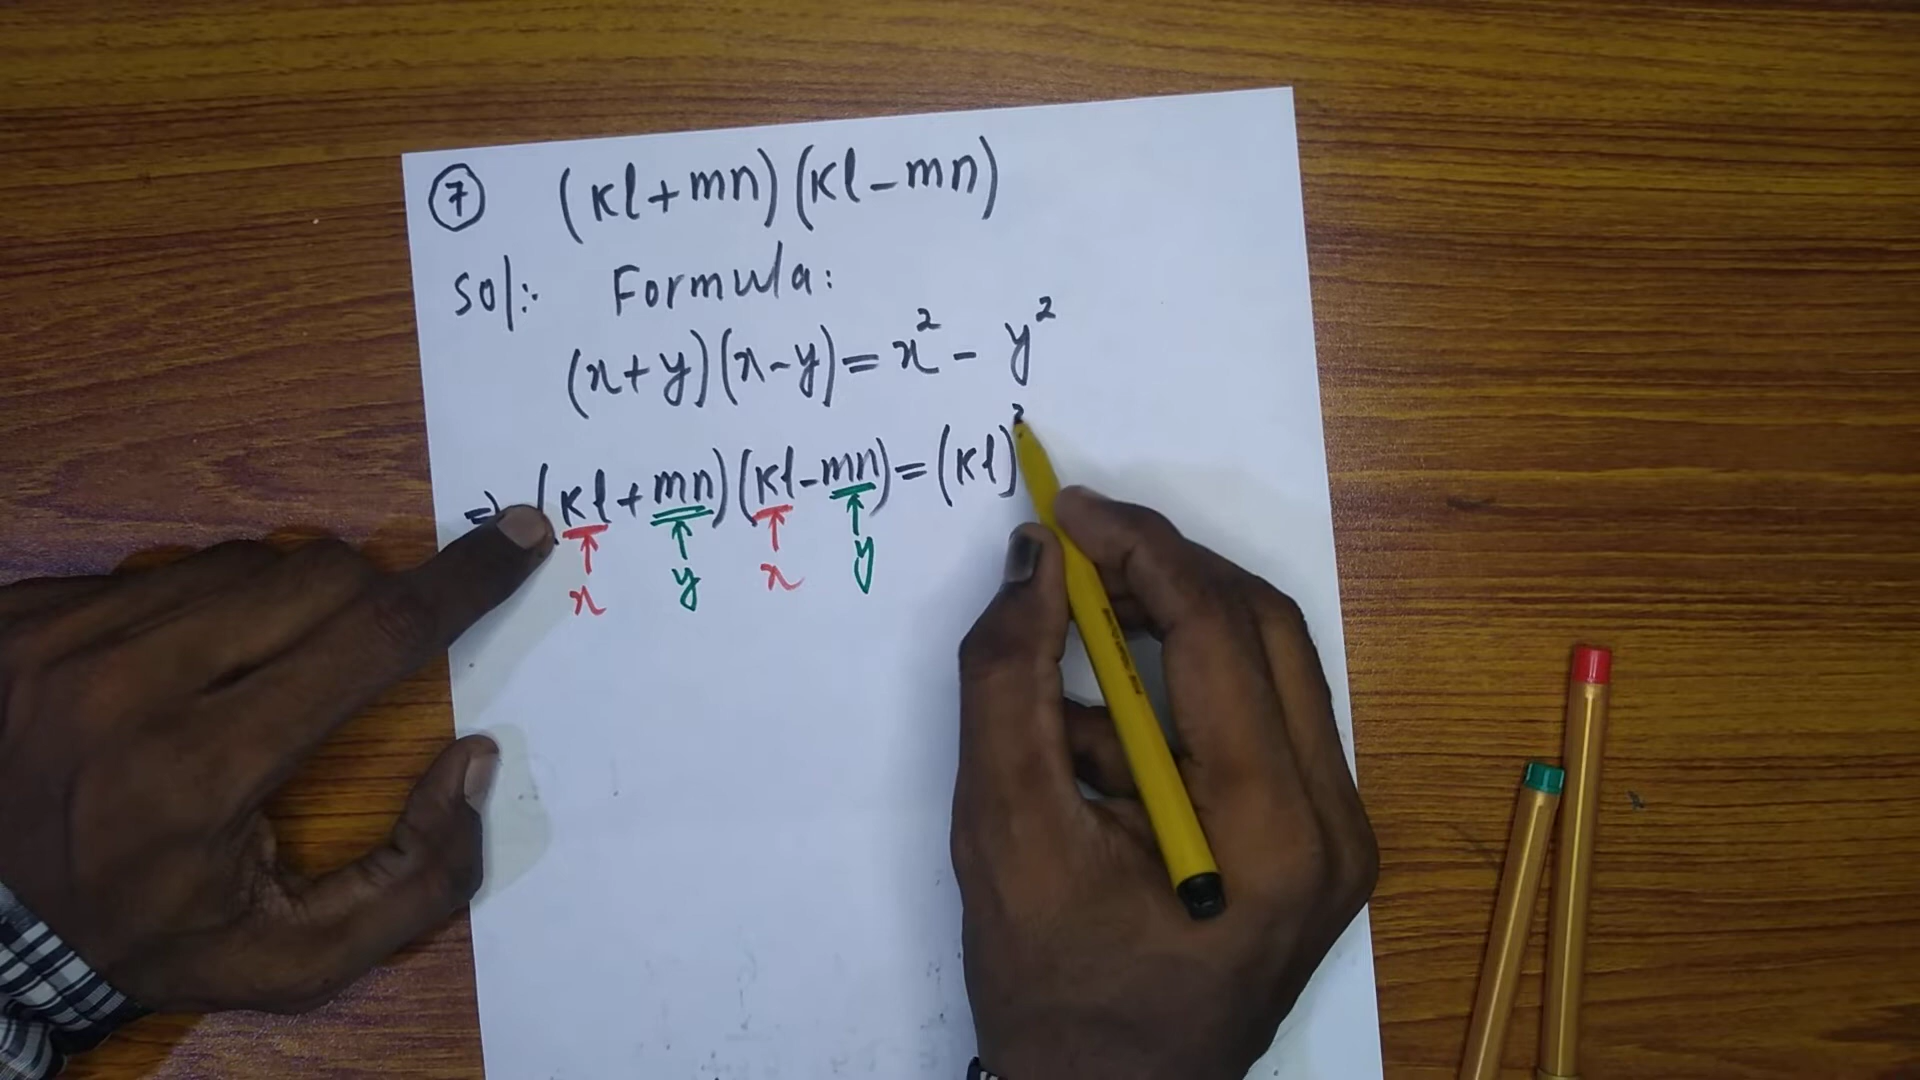 7 (kl+mn)(kl-mn)
Sol: Formula:
(x+y)(x-y)=x² - y²
⇒ (kl+mn)(kl-mn)=(kl)²
x y x y